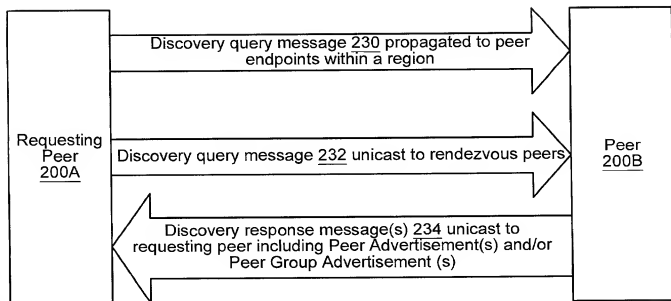 Discovery query message 230 propagated to peer
endpoints within a region
Requesting
Peer
200A
Discovery query message 232 unicast to rendezvous peers
Peer
200B
Discovery response message(s) 234 unicast to
requesting peer including Peer Advertisement(s) and/or
Peer Group Advertisement (s)